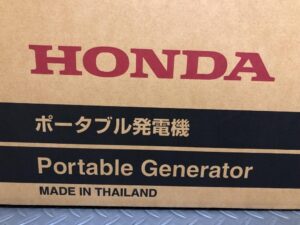 HONDA
ポータブル発電機
Portable Generator
MADE IN THAILAND